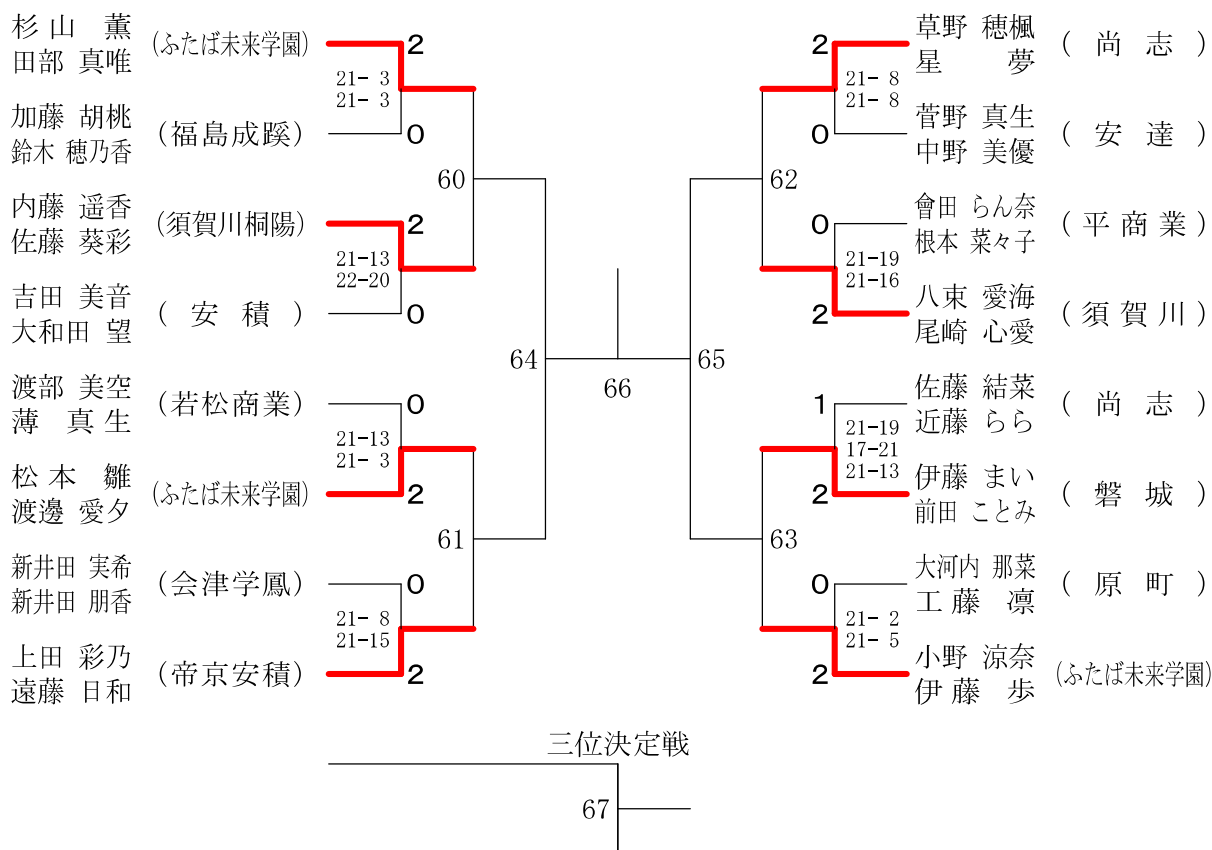 杉山 薫
田部 真唯
(ふたば未来学園)
2
21- 3
21- 3
加藤 胡桃
鈴木 穂乃香
(福島成蹊)
0
60
内藤 遥香
佐藤 葵彩
(須賀川桐陽)
2
21-13
22-20
吉田 美音
大和田 望
(安積)
0
64
渡部 美空
薄 真生
(若松商業)
0
21-13
21- 3
松本 雛
渡邊 愛夕
(ふたば未来学園)
2
61
新井田 実希
新井田 朋香
(会津学鳳)
0
21- 8
21-15
上田 彩乃
遠藤 日和
(帝京安積)
2
66
2
草野 穂楓
星 夢
(尚志)
21- 8
21- 8
0
菅野 真生
中野 美優
(安達)
62
0
會田 らん奈
根本 菜々子
(平商業)
21-19
21-16
2
八束 愛海
尾崎 心愛
(須賀川)
65
1
佐藤 結菜
近藤 らら
(尚志)
21-19
17-21
21-13
2
伊藤 まい
前田 ことみ
(磐城)
63
0
大河内 那菜
工藤 凛
(原町)
21- 2
21- 5
2
小野 涼奈
伊藤 歩
(ふたば未来学園)
三位決定戦
67